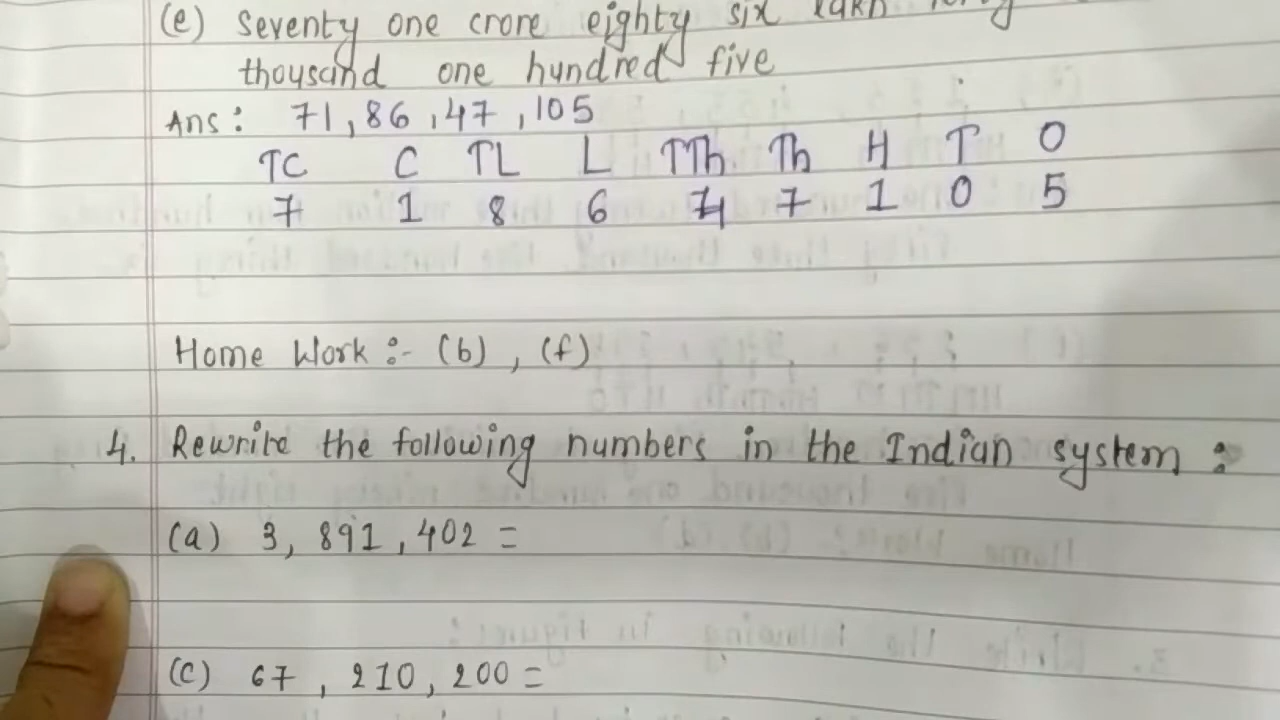 (e) Seventy one crore eighty six lakh
thousand one hundred five
Ans : 71,86,47,105
TC C TL L TTh Th H T O
7 1 8 6 4 7 1 0 5
Home Work :- (b), (f)
4. Rewrite the following numbers in the Indian system :
(a) 3, 891, 402 =
(c) 67, 210, 200 =